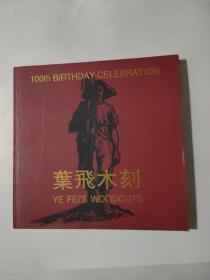 100th BIRTHDAY CELEBRATION
葉飛木刻
YE FEI'S WOODCUTS